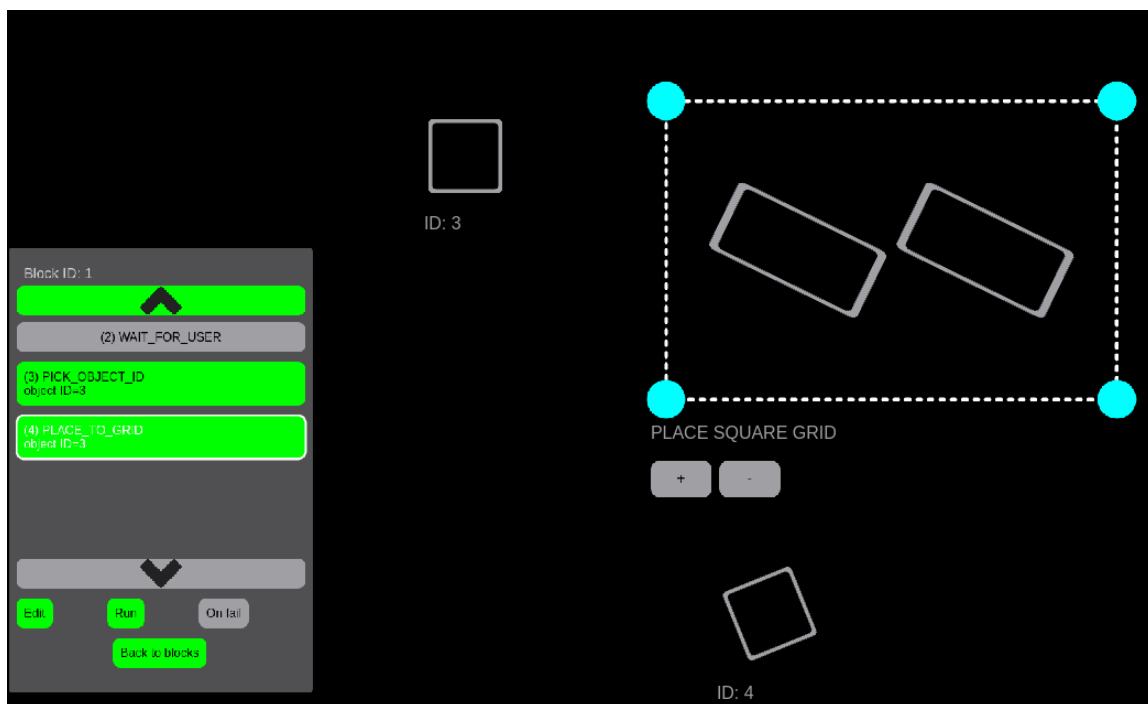 ID: 3
Block ID: 1
(2) WAIT_FOR_USER
(3) PICK_OBJECT_ID
object ID=3
(4) PLACE_TO_GRID
object ID=3
Edit
Run
On fail
Back to blocks
PLACE SQUARE GRID
+
-
ID: 4